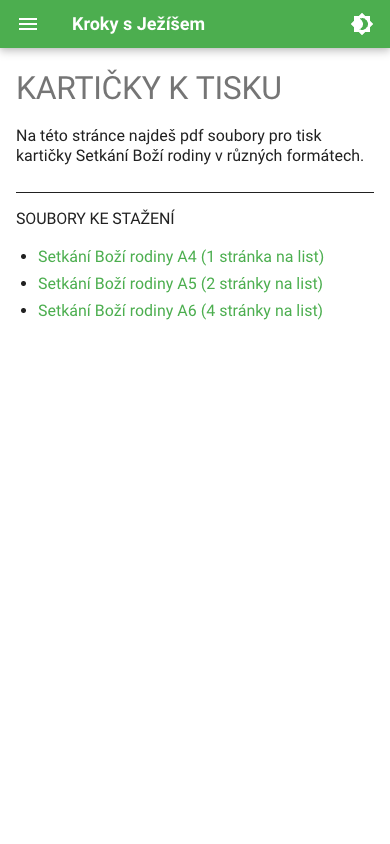 Kroky s Ježíšem
KARTIČKY K TISKU
Na této stránce najdeš pdf soubory pro tisk
kartičky Setkání Boží rodiny v různých formátech.
SOUBORY KE STAŽENÍ
Setkání Boží rodiny A4 (1 stránka na list)
Setkání Boží rodiny A5 (2 stránky na list)
Setkání Boží rodiny A6 (4 stránky na list)